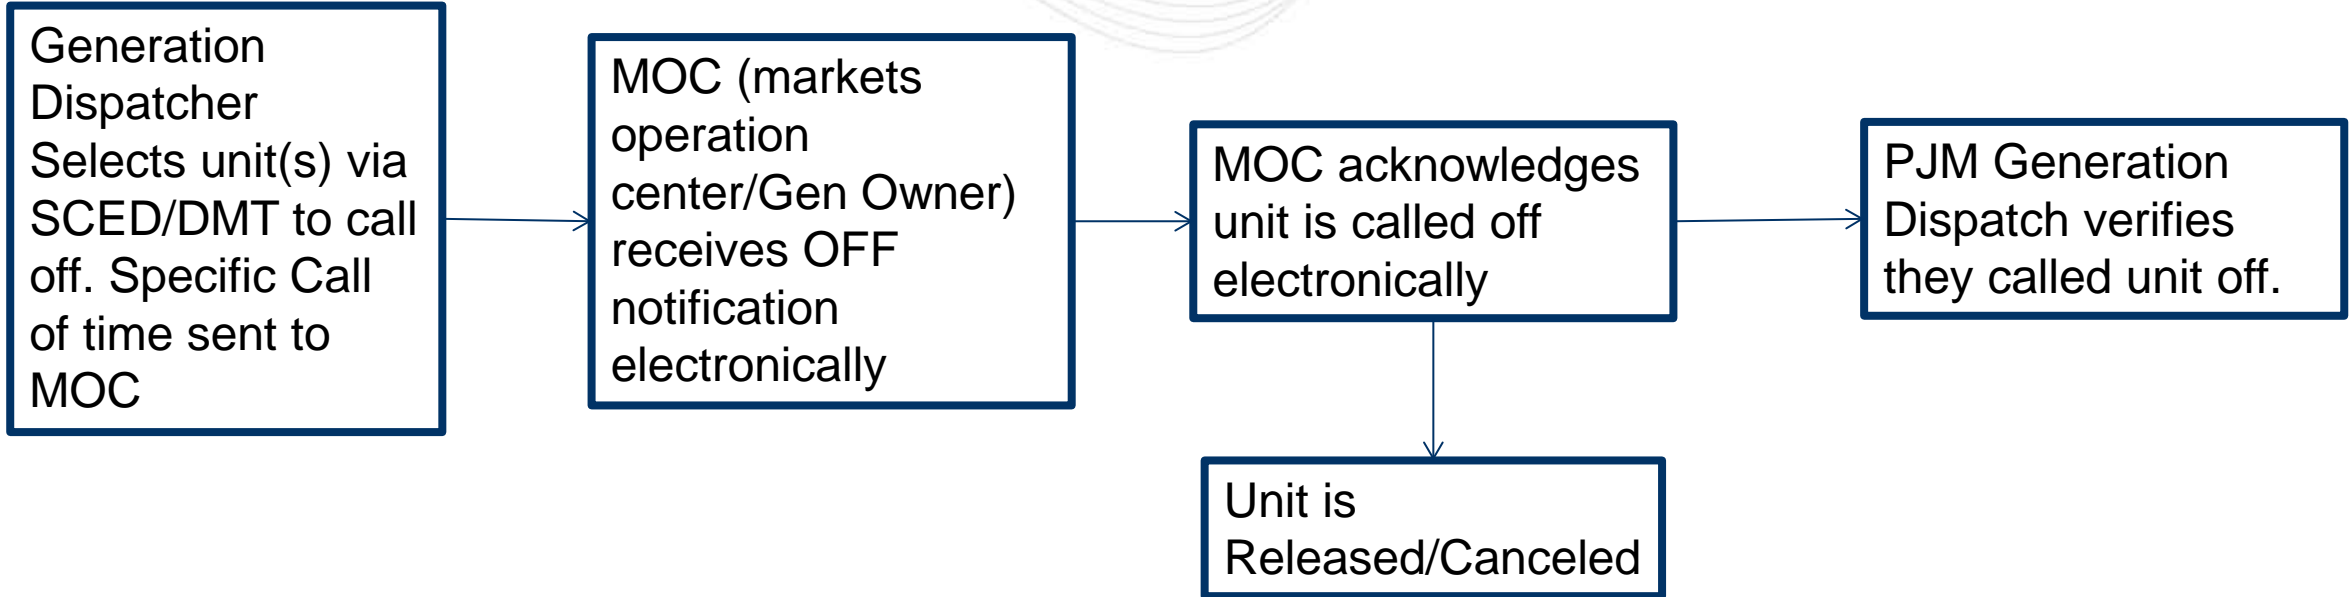 Generation
Dispatcher
Selects unit(s) via
SCED/DMT to call
off. Specific Call
of time sent to
MOC
MOC (markets
operation
center/Gen Owner)
receives OFF
notification
electronically
MOC acknowledges
unit is called off
electronically
PJM Generation
Dispatch verifies
they called unit off.
Unit is
Released/Canceled